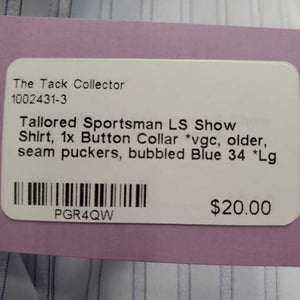 The Tack Collector
1002431-3
Tailored Sportsman LS Show
Shirt, 1x Button Collar *vgc, older,
seam puckers, bubbled Blue 34 *Lg
PGR4QW
$20.00